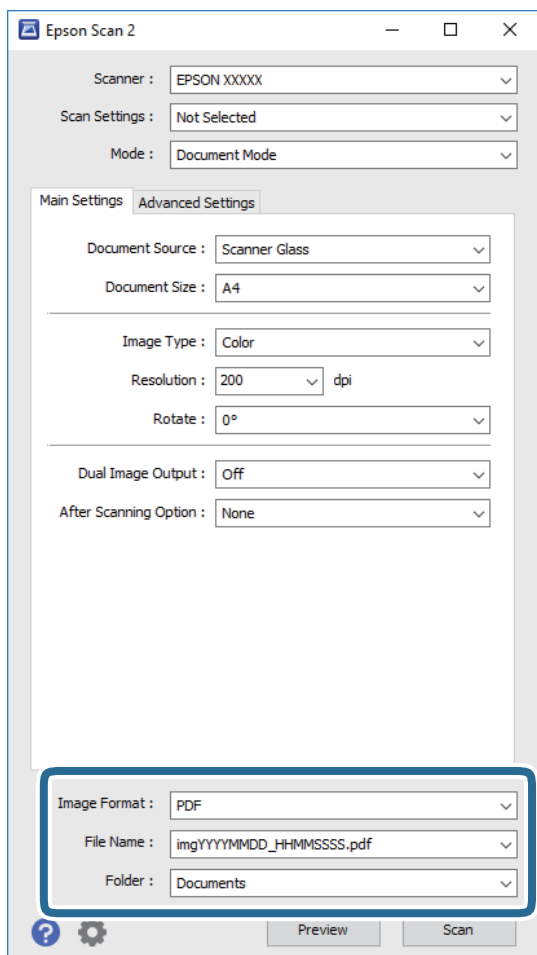 Epson Scan 2
Scanner : EPSON XXXXX
Scan Settings : Not Selected
Mode : Document Mode
Main Settings Advanced Settings
Document Source : Scanner Glass
Document Size : A4
Image Type : Color
Resolution : 200 dpi
Rotate : 0°
Dual Image Output : Off
After Scanning Option : None
Image Format : PDF
File Name : imgYYYYMMDD_HHMMSSSS.pdf
Folder : Documents
? Preview Scan